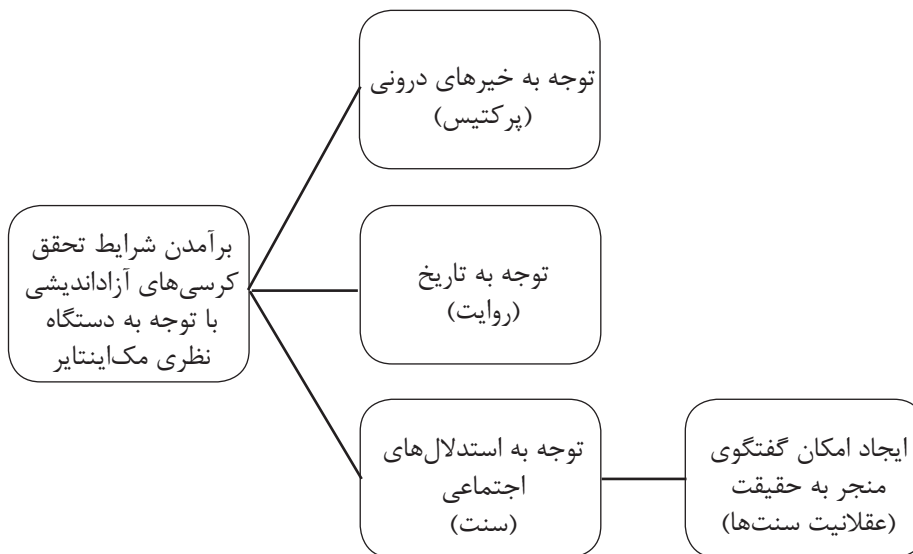 توجه به خیرهای درونی
(پرکتیس)
برآمدن شرایط تحقق
کرسی‌های آزاداندیشی
با توجه به دستگاه
نظری مک‌اینتایر
توجه به تاریخ
(روایت)
توجه به استدلال‌های
اجتماعی
(سنت)
ایجاد امکان گفتگوی
منجر به حقیقت
(عقلانیت سنت‌ها)